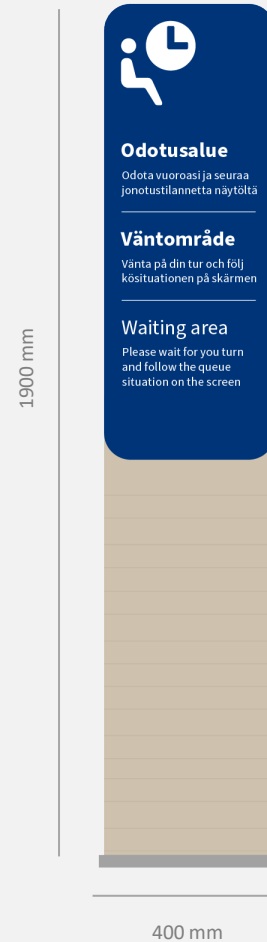 Odotusalue
Odota vuoroasi ja seuraa
jonotustilannetta näytöltä
Väntområde
Vänta på din tur och följ
kösituationen på skärmen
Waiting area
Please wait for you turn
and follow the queue
situation on the screen
1900 mm
400 mm